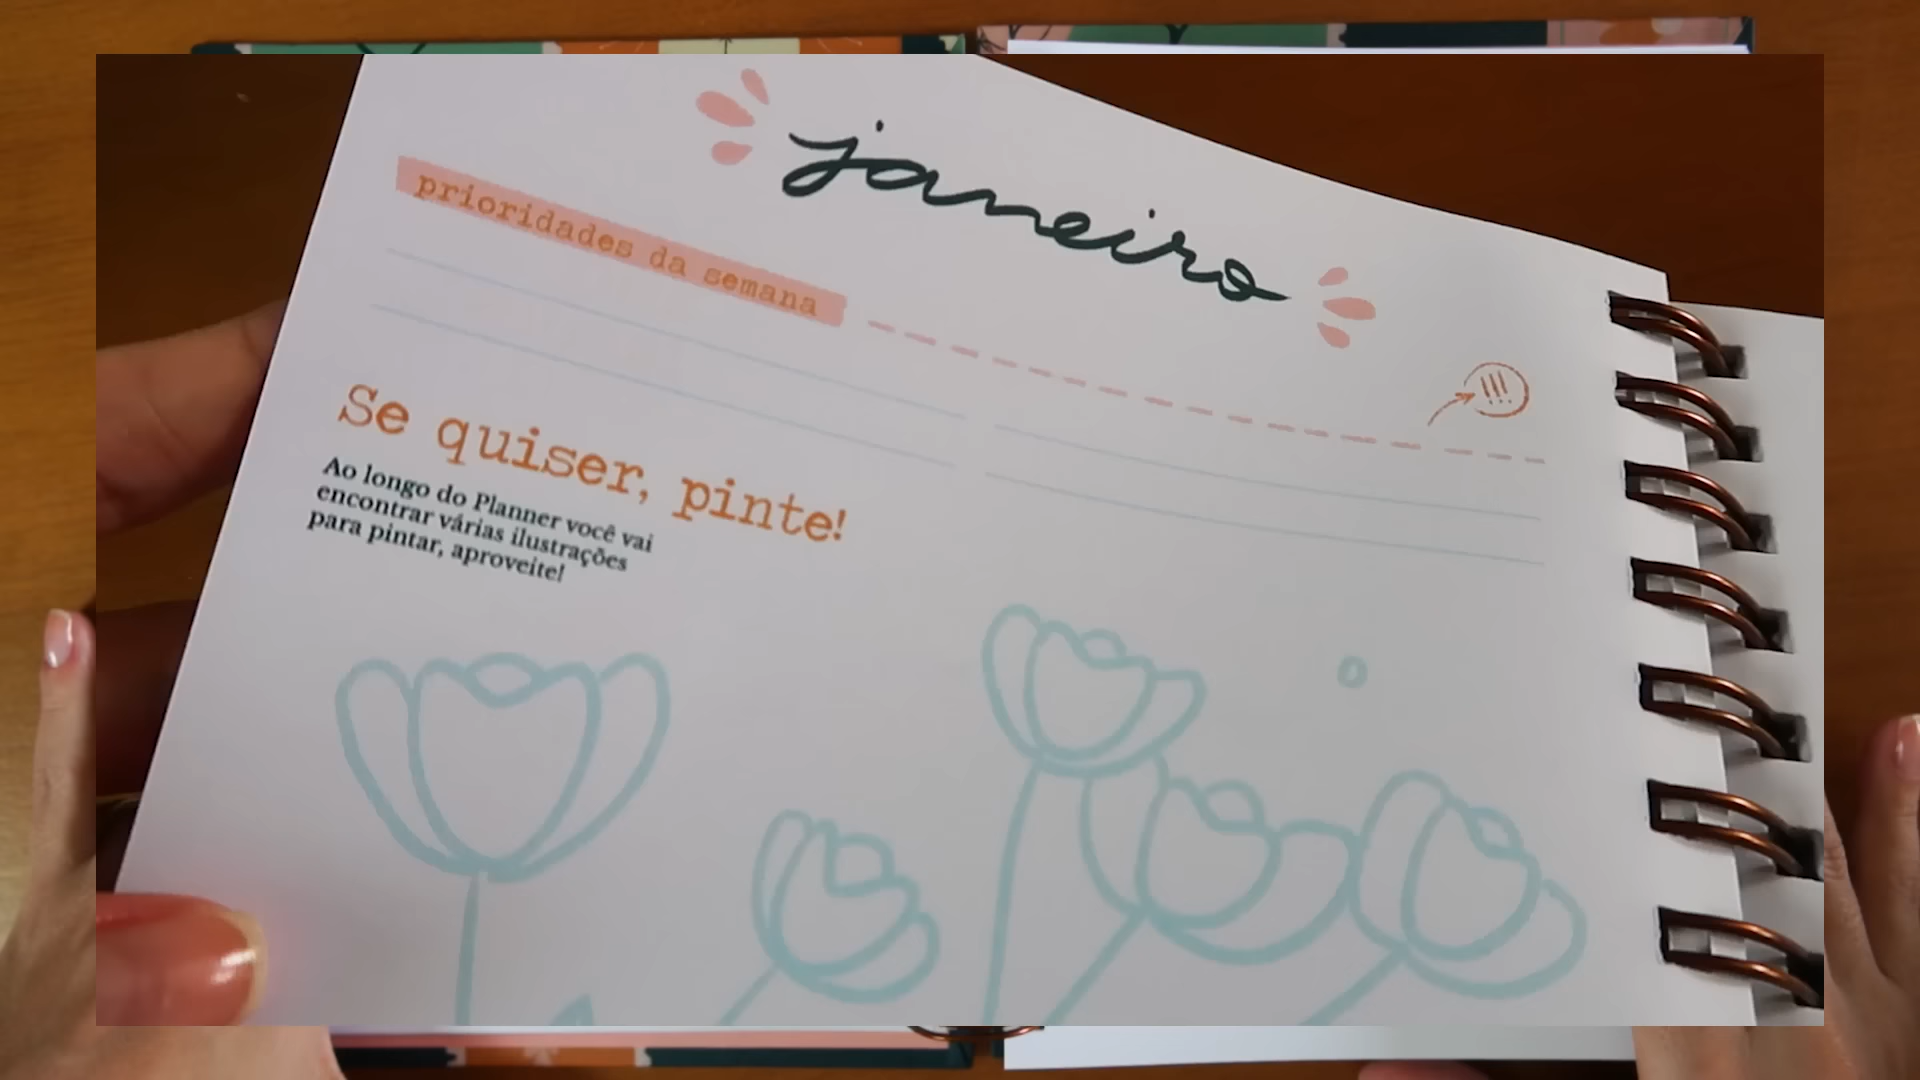 janeiro
prioridades da semana
!!!
Se quiser, pinte!
Ao longo do Planner você vai
encontrar várias ilustrações
para pintar, aproveite!